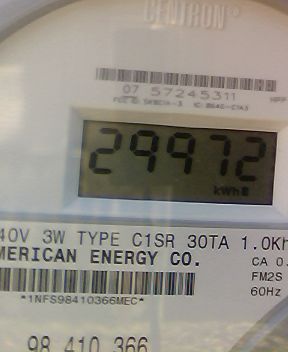 CENTRON®
07 57245311
29972
kWh
40V 3W TYPE C1SR 30TA 1.0Kh
MERICAN ENERGY CO.
CA 0.
FM2S
60Hz
*1NFS98410366MEC*
98 410 366